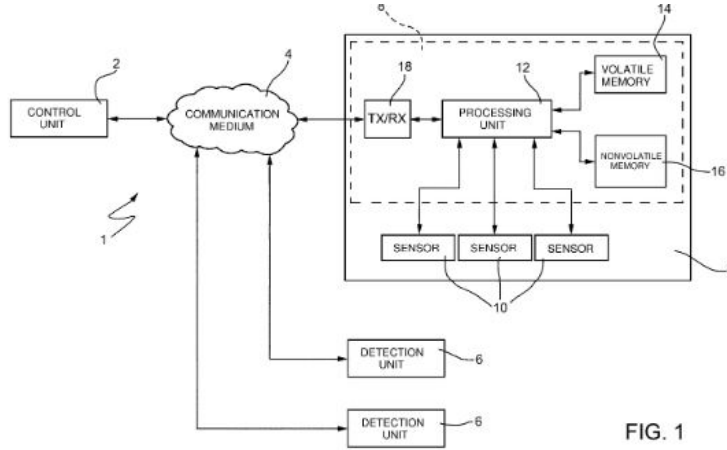 8
14
2
4
18
12
VOLATILE
MEMORY
CONTROL
UNIT
COMMUNICATION
MEDIUM
TX/RX
PROCESSING
UNIT
NONVOLATILE
MEMORY
16
1
SENSOR
SENSOR
SENSOR
10
DETECTION
UNIT
6
DETECTION
UNIT
6
FIG. 1